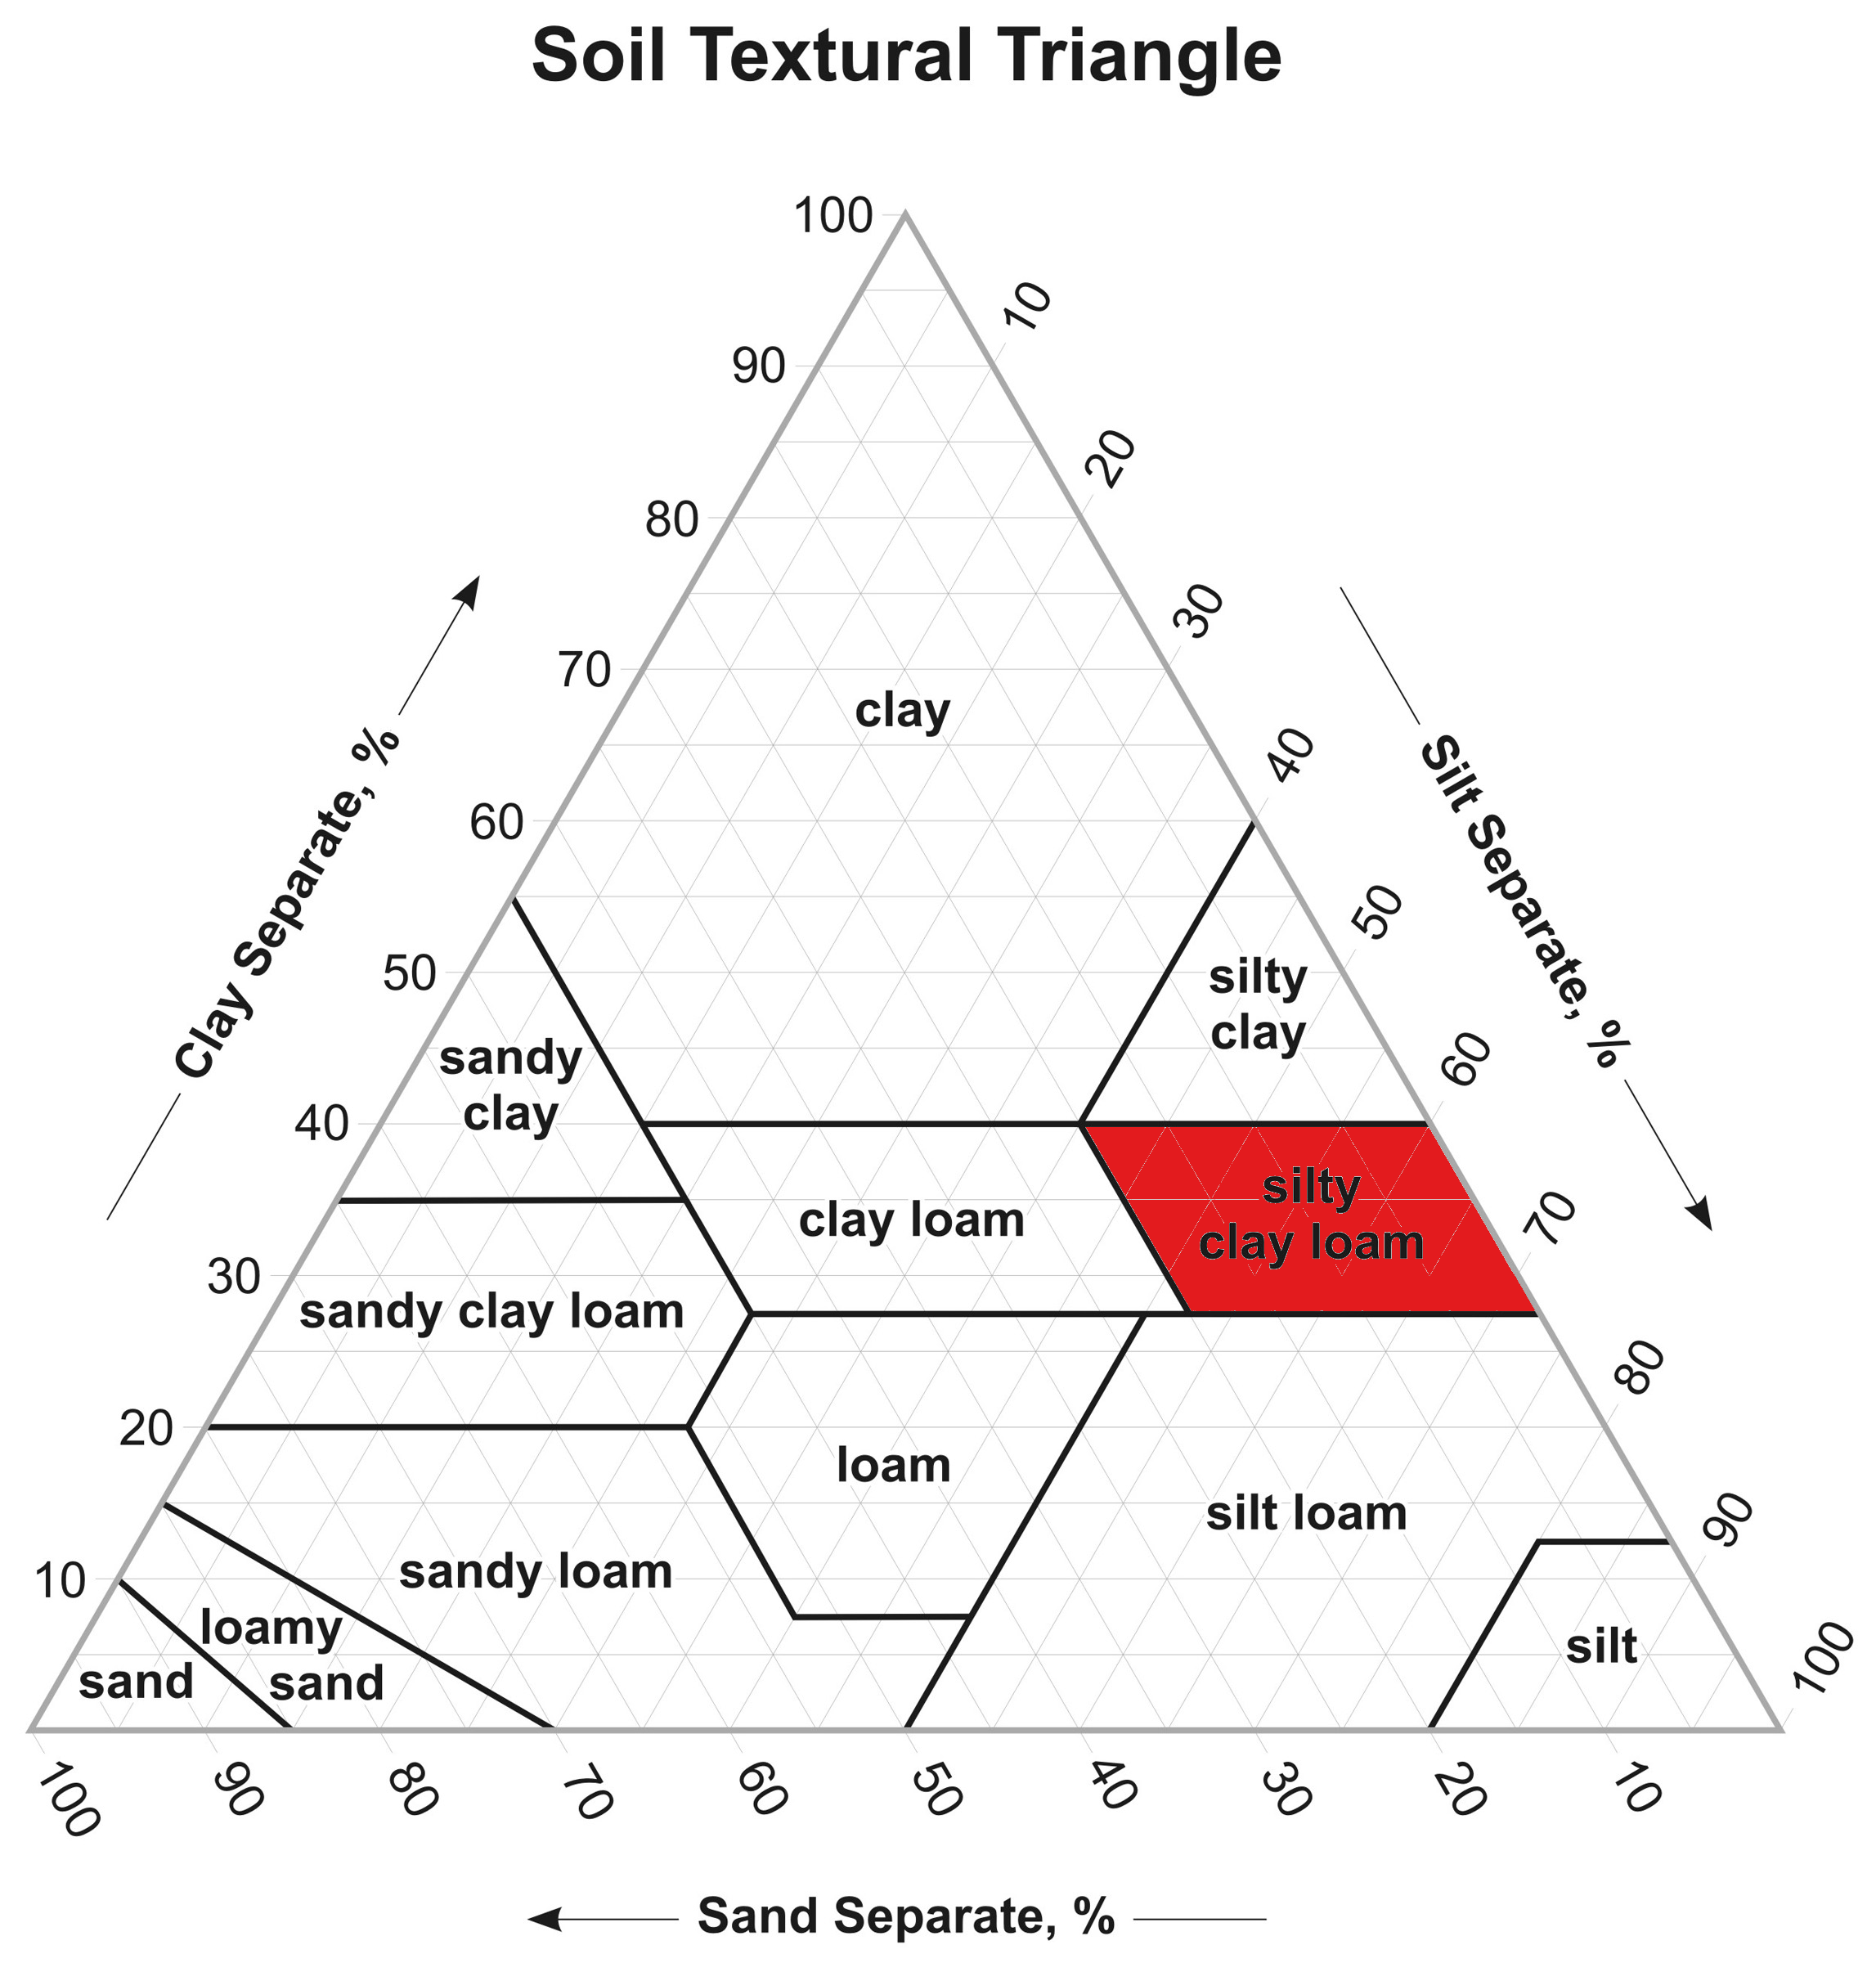 Soil Textural Triangle
100
10
90
20
80
30
70
clay
40
Clay Separate, %
Silt Separate, %
60
50
50
silty
clay
sandy
clay
60
40
silty
clay loam
clay loam
70
30
sandy clay loam
80
20
loam
silt loam
90
10
sandy loam
loamy
sand
sand
silt
100
100
90
80
70
60
50
40
30
20
10
Sand Separate, %